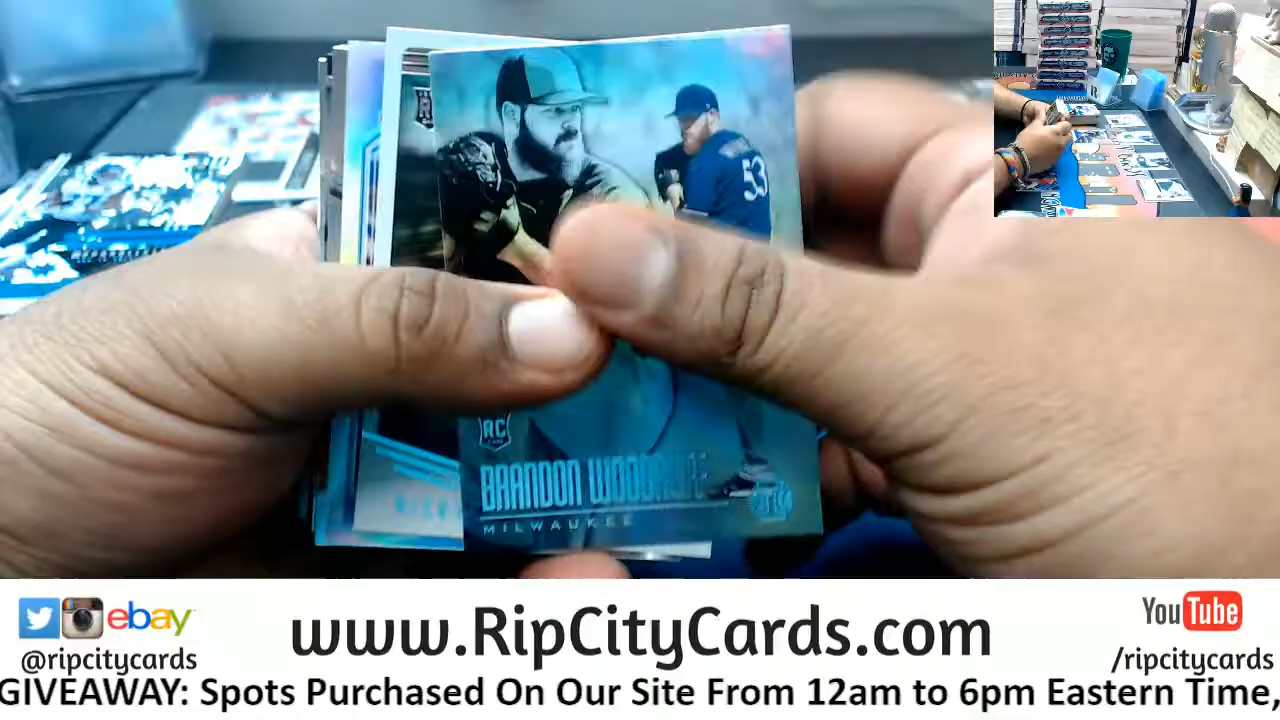 53
RC
BRANDON WOODRUFF
MILWAUKEE
ebay
@ripcitycards
www.RipCityCards.com
YouTube
/ripcitycards
GIVEAWAY: Spots Purchased On Our Site From 12am to 6pm Eastern Time,